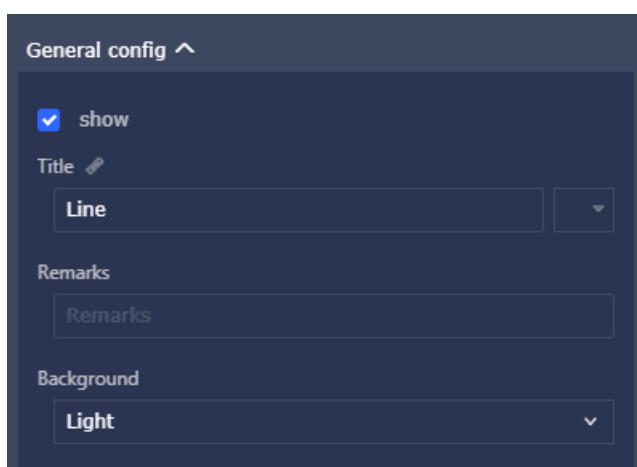 General config
show
Title
Line
Remarks
Remarks
Background
Light